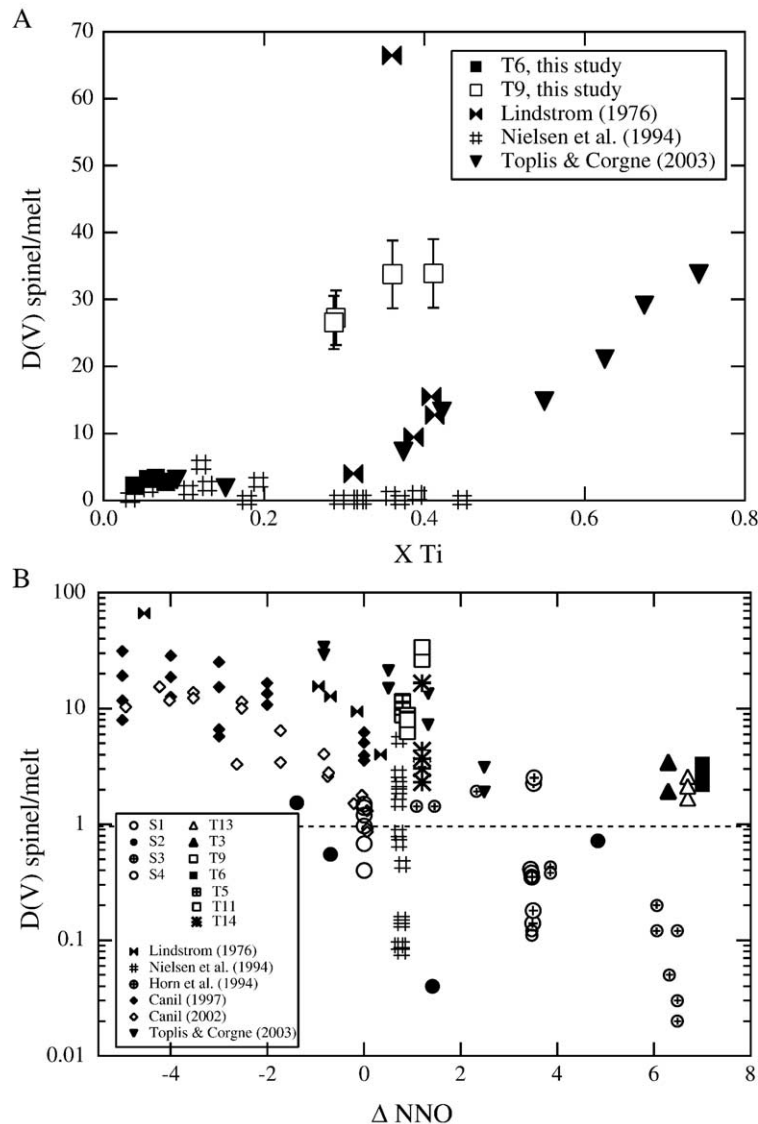 A
70
60
50
40
30
20
10
0
D(V) spinel/melt
T6, this study
T9, this study
Lindstrom (1976)
Nielsen et al. (1994)
Toplis & Corgne (2003)
0.0 0.2 0.4 0.6 0.8
X Ti
B
100
10
1
0.1
0.01
D(V) spinel/melt
S1
S2
S3
S4
T13
T3
T9
T6
T5
T11
T14
Lindstrom (1976)
Nielsen et al. (1994)
Horn et al. (1994)
Canil (1997)
Canil (2002)
Toplis & Corgne (2003)
-4 -2 0 2 4 6 8
Δ NNO